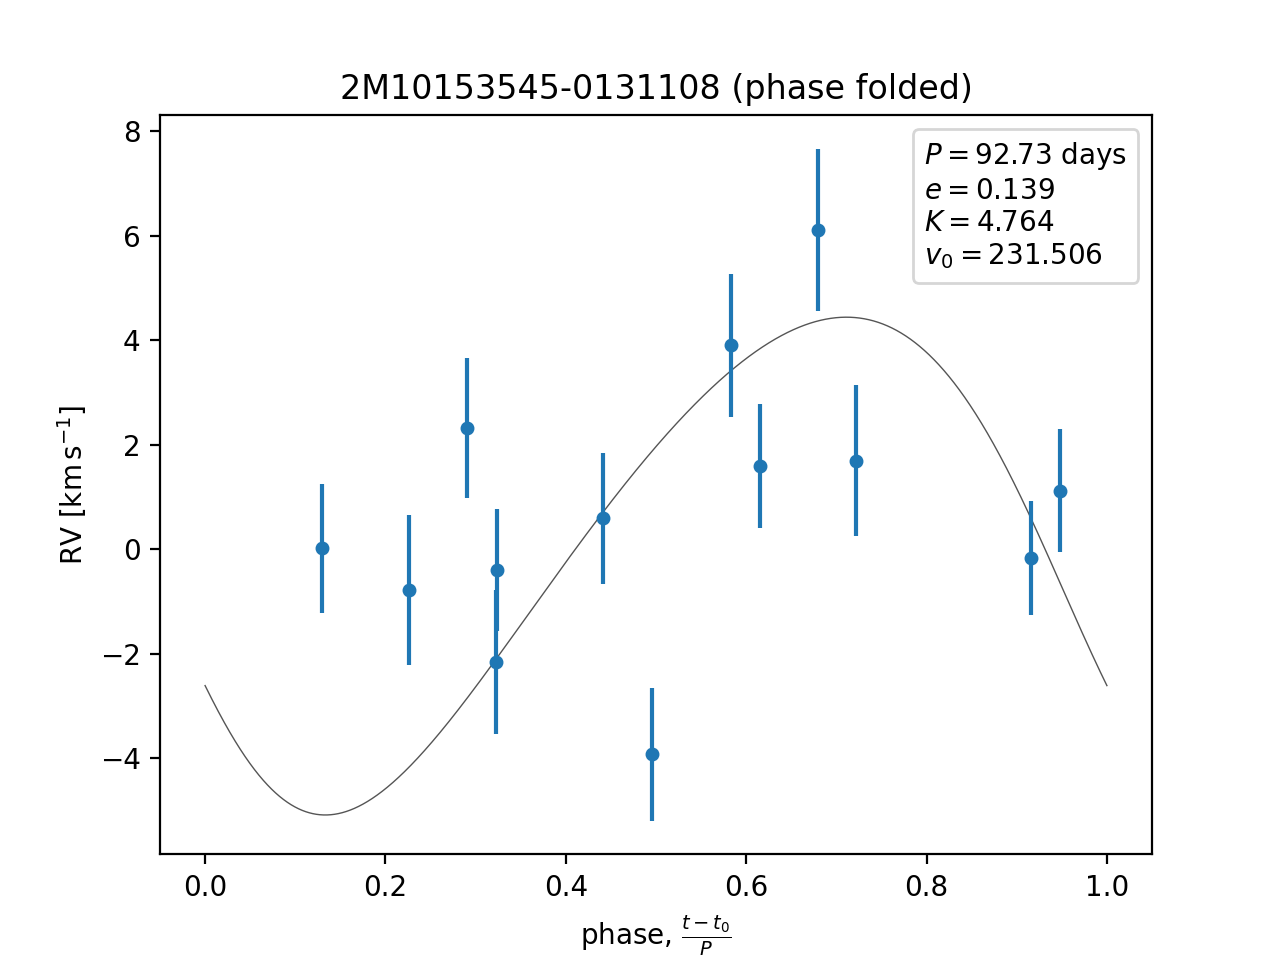 2M10153545-0131108 (phase folded)
P = 92.73 days
e = 0.139
K = 4.764
v₀ = 231.506
RV [km s⁻¹]
8
6
4
2
0
−2
−4
0.0 0.2 0.4 0.6 0.8 1.0
phase, (t − t₀)/P